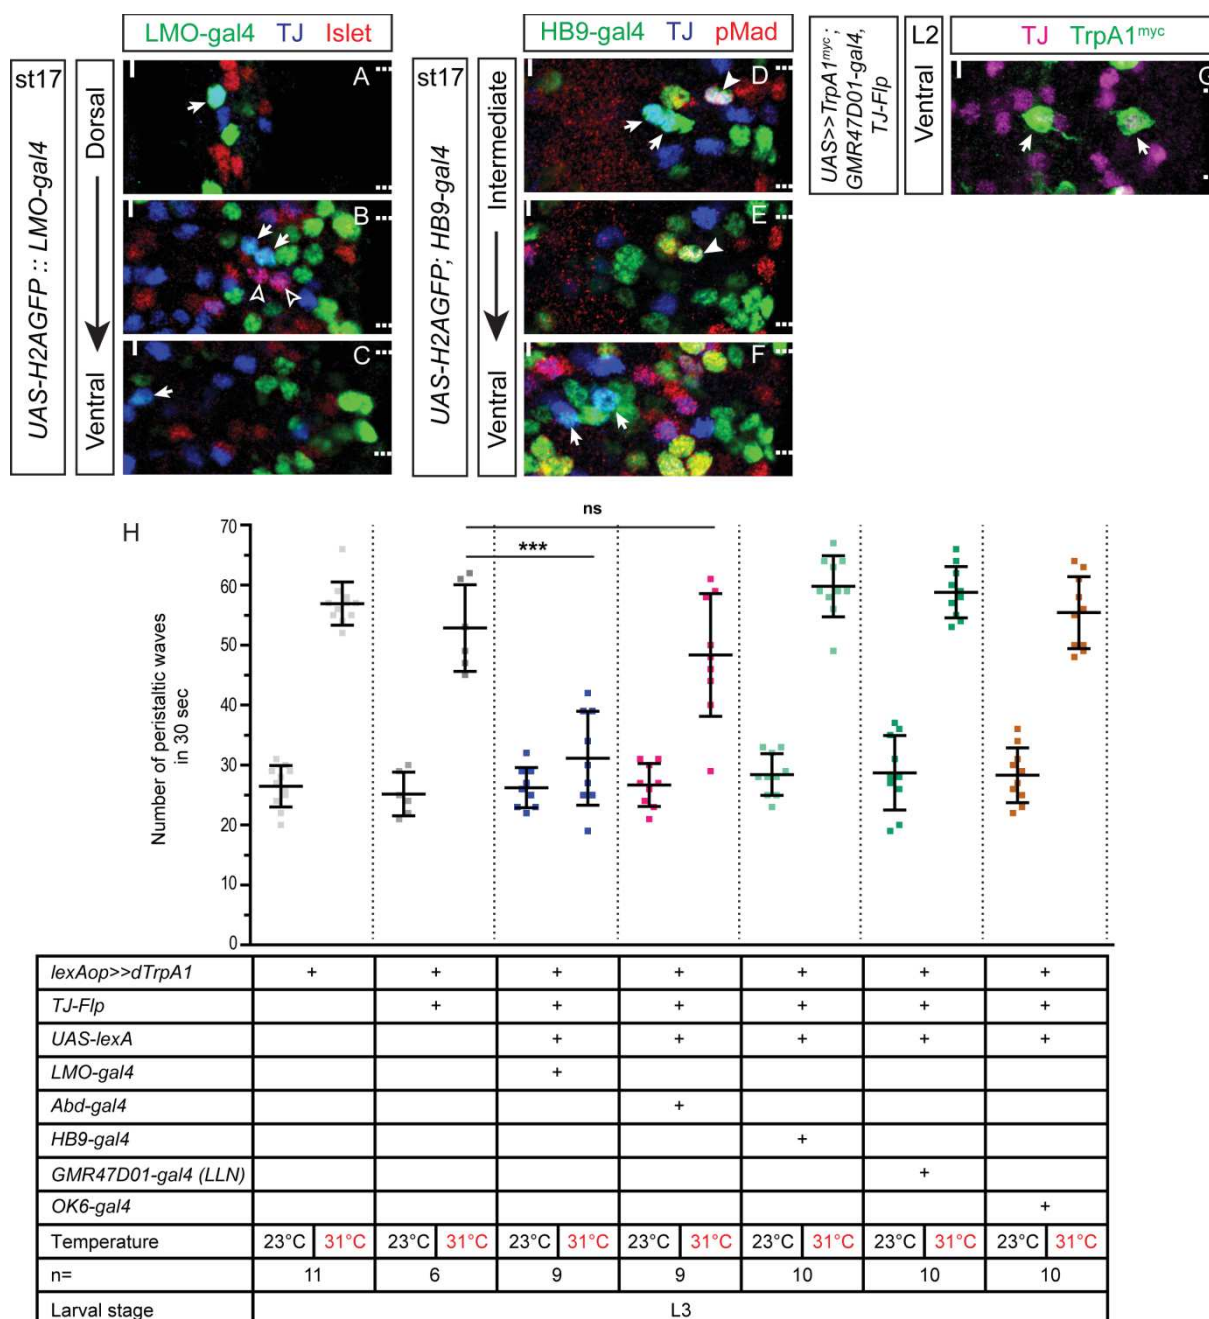 LMO-gal4 TJ Islet
UAS-H2AGFP :: LMO-gal4
st17
Dorsal
Ventral
A
B
C
HB9-gal4 TJ pMad
UAS-H2AGFP; HB9-gal4
st17
Intermediate
Ventral
D
E
F
UAS>>TrpA1myc ;
GMR47D01-gal4,
TJ-Flp
L2
Ventral
TJ TrpA1myc
G
H
ns
***
Number of peristaltic waves
in 30 sec
70
60
50
40
30
20
10
0
lexAop>>dTrpA1 + + + + + + +
TJ-Flp + + + + + +
UAS-lexA + + + + +
LMO-gal4 +
Abd-gal4 +
HB9-gal4 +
GMR47D01-gal4 (LLN) +
OK6-gal4 +
Temperature 23°C 31°C 23°C 31°C 23°C 31°C 23°C 31°C 23°C 31°C 23°C 31°C 23°C 31°C
n= 11 6 9 9 10 10 10
Larval stage L3